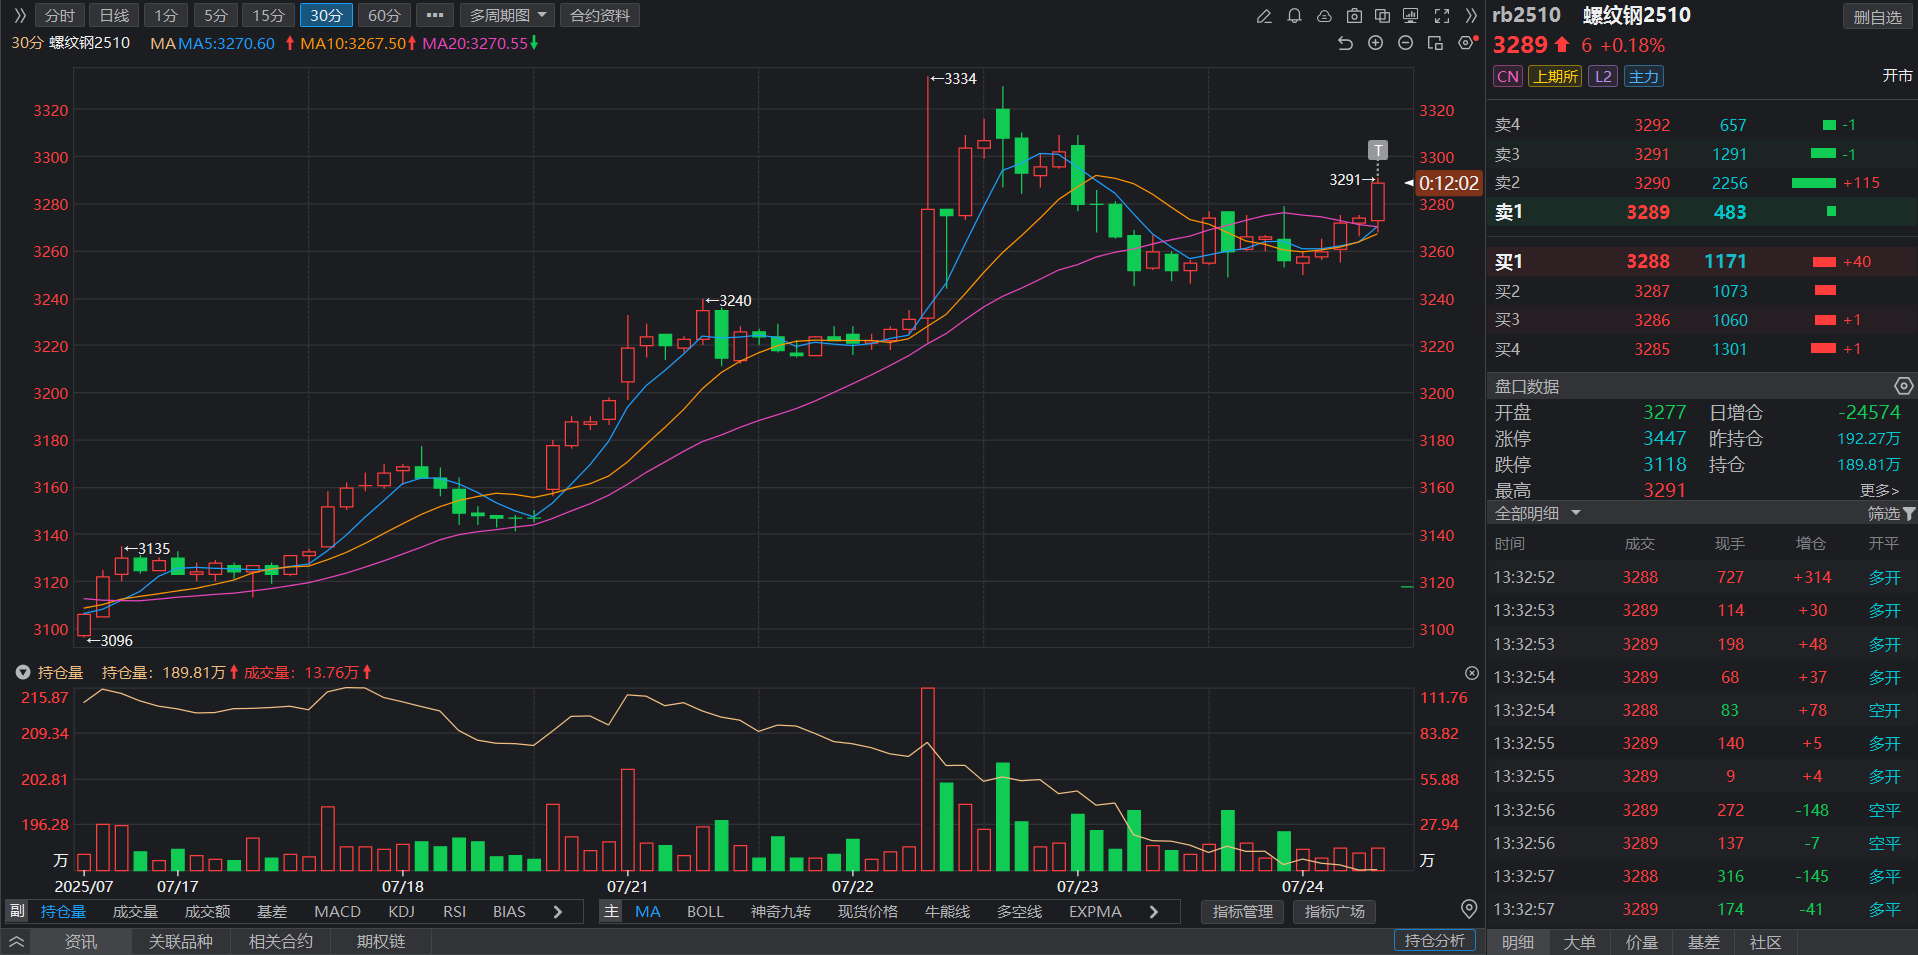 分时 日线 1分 5分 15分 30分 60分 ••• 多周期图 合约资料
30分 螺纹钢2510 MA MA5:3270.60 MA10:3267.50 MA20:3270.55
3320 3320
3300 3300
3280 3280
3260 3260
3240 3240
3220 3220
3200 3200
3180 3180
3160 3160
3140 3140
3120 3120
3100 3100
←3334
T
3291→
0:12:02
←3240
←3135
←3096
持仓量 持仓量: 189.81万 成交量: 13.76万
215.87 111.76
209.34 83.82
202.81 55.88
196.28 27.94
万 万
2025/07 07/17 07/18 07/21 07/22 07/23 07/24
副 持仓量 成交量 成交额 基差 MACD KDJ RSI BIAS 主 MA BOLL 神奇九转 现货价格 牛熊线 多空线 EXPMA 指标管理 指标广场
资讯 关联品种 相关合约 期权链 持仓分析
rb2510 螺纹钢2510 删自选
3289 6 +0.18%
CN 上期所 L2 主力 开市
卖4 3292 657 -1
卖3 3291 1291 -1
卖2 3290 2256 +115
卖1 3289 483
买1 3288 1171 +40
买2 3287 1073
买3 3286 1060 +1
买4 3285 1301 +1
盘口数据
开盘 3277 日增仓 -24574
涨停 3447 昨持仓 192.27万
跌停 3118 持仓 189.81万
最高 3291 更多>
全部明细 筛选
时间 成交 现手 增仓 开平
13:32:52 3288 727 +314 多开
13:32:53 3289 114 +30 多开
13:32:53 3289 198 +48 多开
13:32:54 3289 68 +37 多开
13:32:54 3288 83 +78 空开
13:32:55 3289 140 +5 多开
13:32:55 3289 9 +4 多开
13:32:56 3289 272 -148 空平
13:32:56 3289 137 -7 空平
13:32:57 3288 316 -145 多平
13:32:57 3289 174 -41 多平
明细 大单 价量 基差 社区